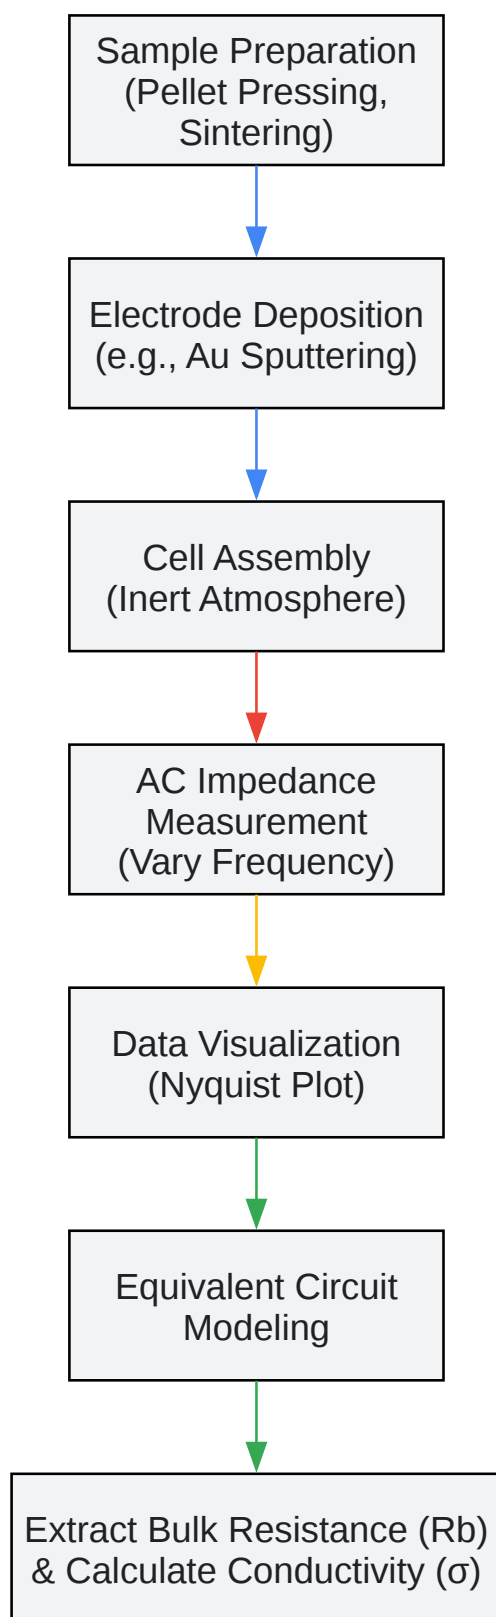 Sample Preparation
(Pellet Pressing,
Sintering)
Electrode Deposition
(e.g., Au Sputtering)
Cell Assembly
(Inert Atmosphere)
AC Impedance
Measurement
(Vary Frequency)
Data Visualization
(Nyquist Plot)
Equivalent Circuit
Modeling
Extract Bulk Resistance (Rb)
& Calculate Conductivity (σ)